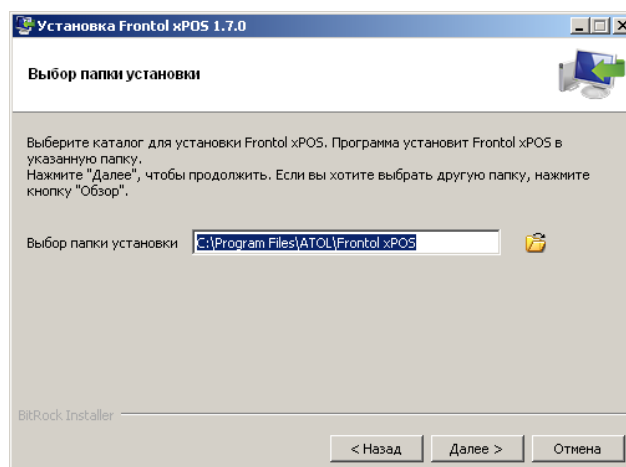 Установка Frontol xPOS 1.7.0
Выбор папки установки
Выберите каталог для установки Frontol xPOS. Программа установит Frontol xPOS в
указанную папку.
Нажмите "Далее", чтобы продолжить. Если вы хотите выбрать другую папку, нажмите
кнопку "Обзор".
Выбор папки установки C:\Program Files\ATOL\Frontol xPOS
BitRock Installer
< Назад Далее > Отмена